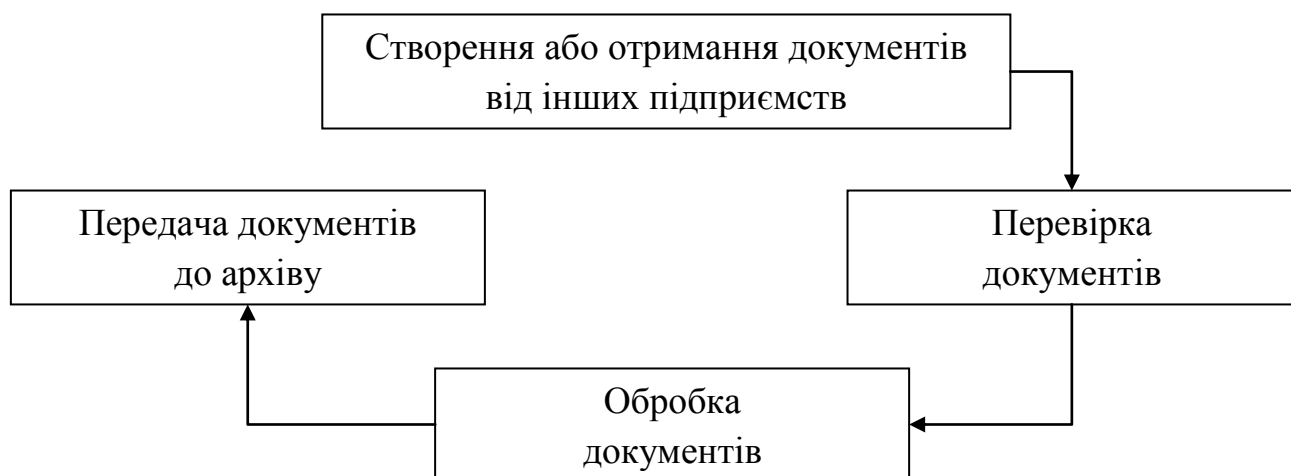 Створення або отримання документів
від інших підприємств
Передача документів
до архіву
Перевірка
документів
Обробка
документів